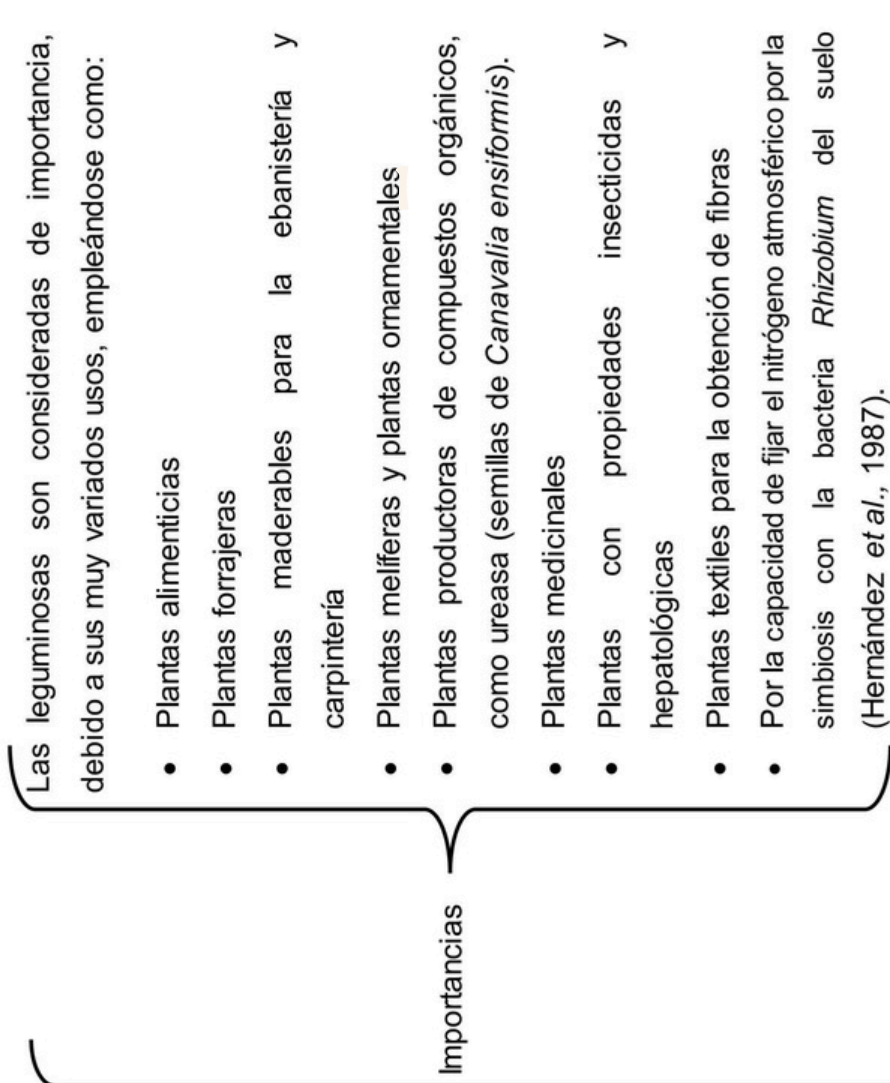 Importancias
Las leguminosas son consideradas de importancia,
debido a sus muy variados usos, empleándose como:
• Plantas alimenticias
• Plantas forrajeras
• Plantas maderables para la ebanistería y
carpintería
• Plantas melíferas y plantas ornamentales
• Plantas productoras de compuestos orgánicos,
como ureasa (semillas de Canavalia ensiformis).
• Plantas medicinales
• Plantas con propiedades insecticidas y
hepatológicas
• Plantas textiles para la obtención de fibras
• Por la capacidad de fijar el nitrógeno atmosférico por la
simbiosis con la bacteria Rhizobium del suelo
(Hernández et al., 1987).